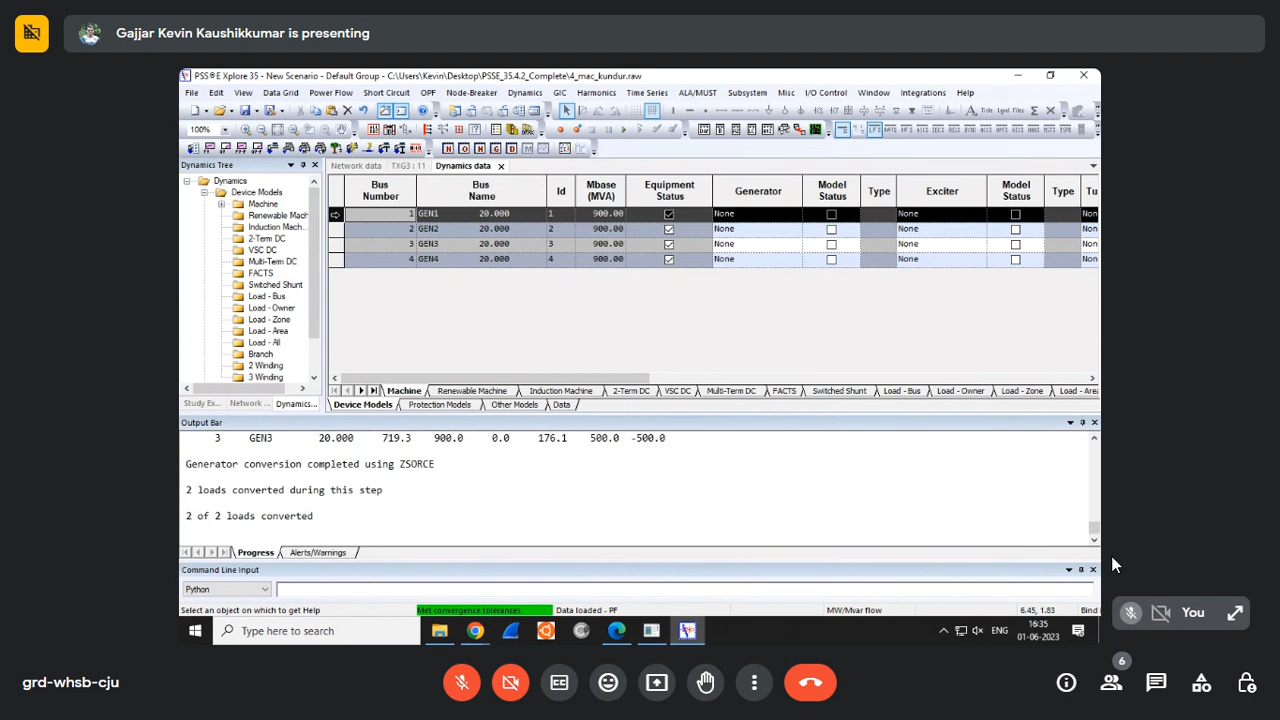 Gajjar Kevin Kaushikkumar is presenting
PSS®E Xplore 35 - New Scenario - Default Group - C:\Users\Kevin\Desktop\PSSE_35.4.2_Complete\4_mac_kundur.raw
File Edit View Data Grid Power Flow Short Circuit OPF Node-Breaker Dynamics GIC Harmonics Time Series ALA/MUST Subsystem Misc I/O Control Window Integrations Help
100%
N O H G D M
Dynamics Tree
Network data TXG3 : 11 Dynamics data
Dynamics
Device Models
Machine
Renewable Mach
Induction Mach...
2-Term DC
VSC DC
Multi-Term DC
FACTS
Switched Shunt
Load - Bus
Load - Owner
Load - Zone
Load - Area
Load - All
Branch
2 Winding
3 Winding
Study Ex... Network ... Dynamics...
Bus Number Bus Name Id Mbase (MVA) Equipment Status Generator Model Status Type Exciter Model Status Type Tu
1 GEN1 20.000 1 900.00 None None Non
2 GEN2 20.000 2 900.00 None None Non
3 GEN3 20.000 3 900.00 None None Non
4 GEN4 20.000 4 900.00 None None Non
Machine Renewable Machine Induction Machine 2-Term DC VSC DC Multi-Term DC FACTS Switched Shunt Load - Bus Load - Owner Load - Zone Load - Area
Device Models Protection Models Other Models Data
Output Bar
3 GEN3 20.000 719.3 900.0 0.0 176.1 500.0 -500.0
Generator conversion completed using ZSORCE
2 loads converted during this step
2 of 2 loads converted
Progress Alerts/Warnings
Command Line Input
Python
Select an object on which to get Help Met convergence tolerances Data loaded - PF MW/Mvar flow 6.45, 1.83 Bind
Type here to search
ENG
16:35
01-06-2023
You
6
grd-whsb-cju